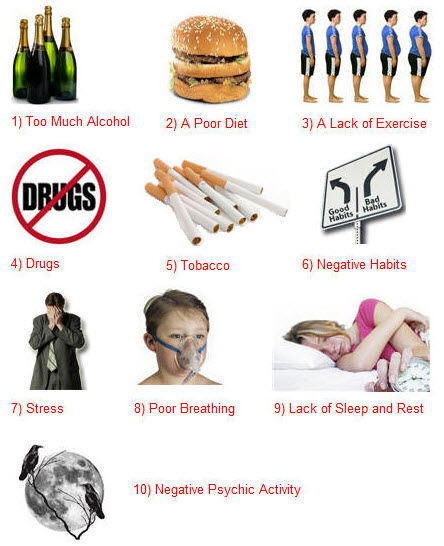 1) Too Much Alcohol
2) A Poor Diet
3) A Lack of Exercise
DRUGS
Good Habits
Bad Habits
4) Drugs
5) Tobacco
6) Negative Habits
7) Stress
8) Poor Breathing
9) Lack of Sleep and Rest
10) Negative Psychic Activity